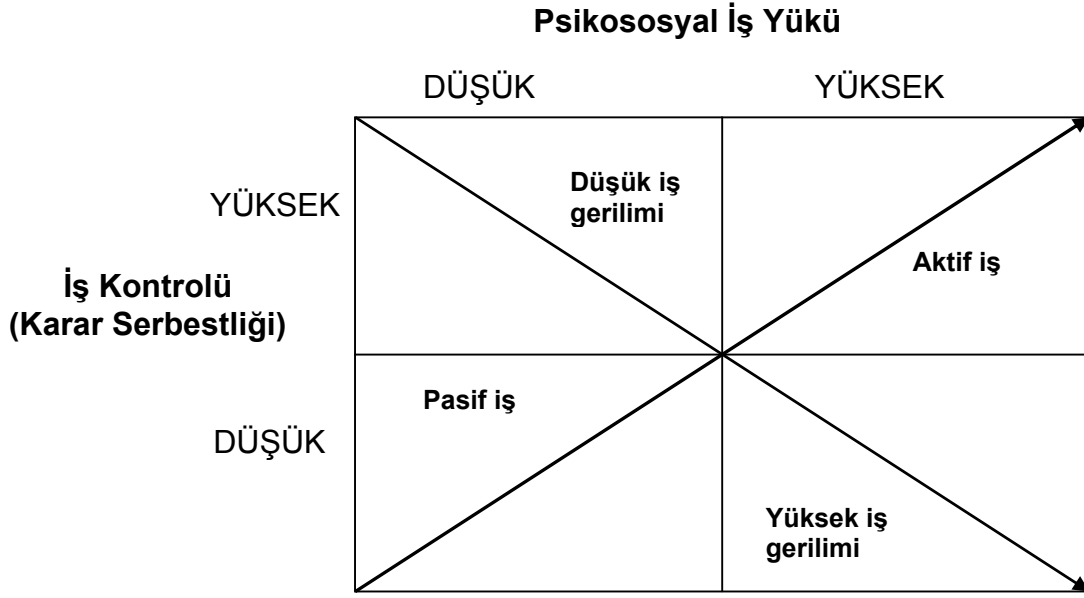 Psikososyal İş Yükü
DÜŞÜK YÜKSEK
YÜKSEK
Düşük iş
gerilimi
Aktif iş
İş Kontrolü
(Karar Serbestliği)
Pasif iş
DÜŞÜK
Yüksek iş
gerilimi